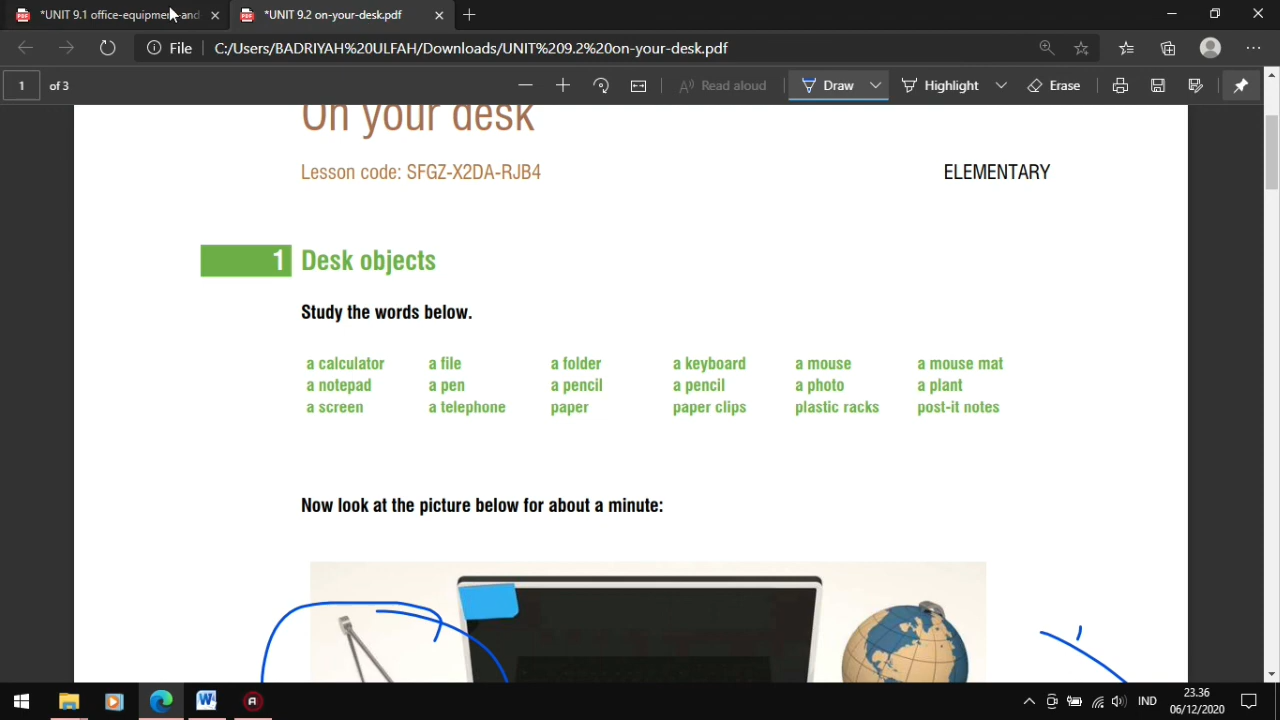 *UNIT 9.1 office-equipment-and
*UNIT 9.2 on-your-desk.pdf
File
C:/Users/BADRIYAH%20ULFAH/Downloads/UNIT%209.2%20on-your-desk.pdf
1 of 3
Read aloud
Draw
Highlight
Erase
On your desk
Lesson code: SFGZ-X2DA-RJB4
ELEMENTARY
1 Desk objects
Study the words below.
a calculator a file a folder a keyboard a mouse a mouse mat
a notepad a pen a pencil a pencil a photo a plant
a screen a telephone paper paper clips plastic racks post-it notes
Now look at the picture below for about a minute:
IND
23.36
06/12/2020